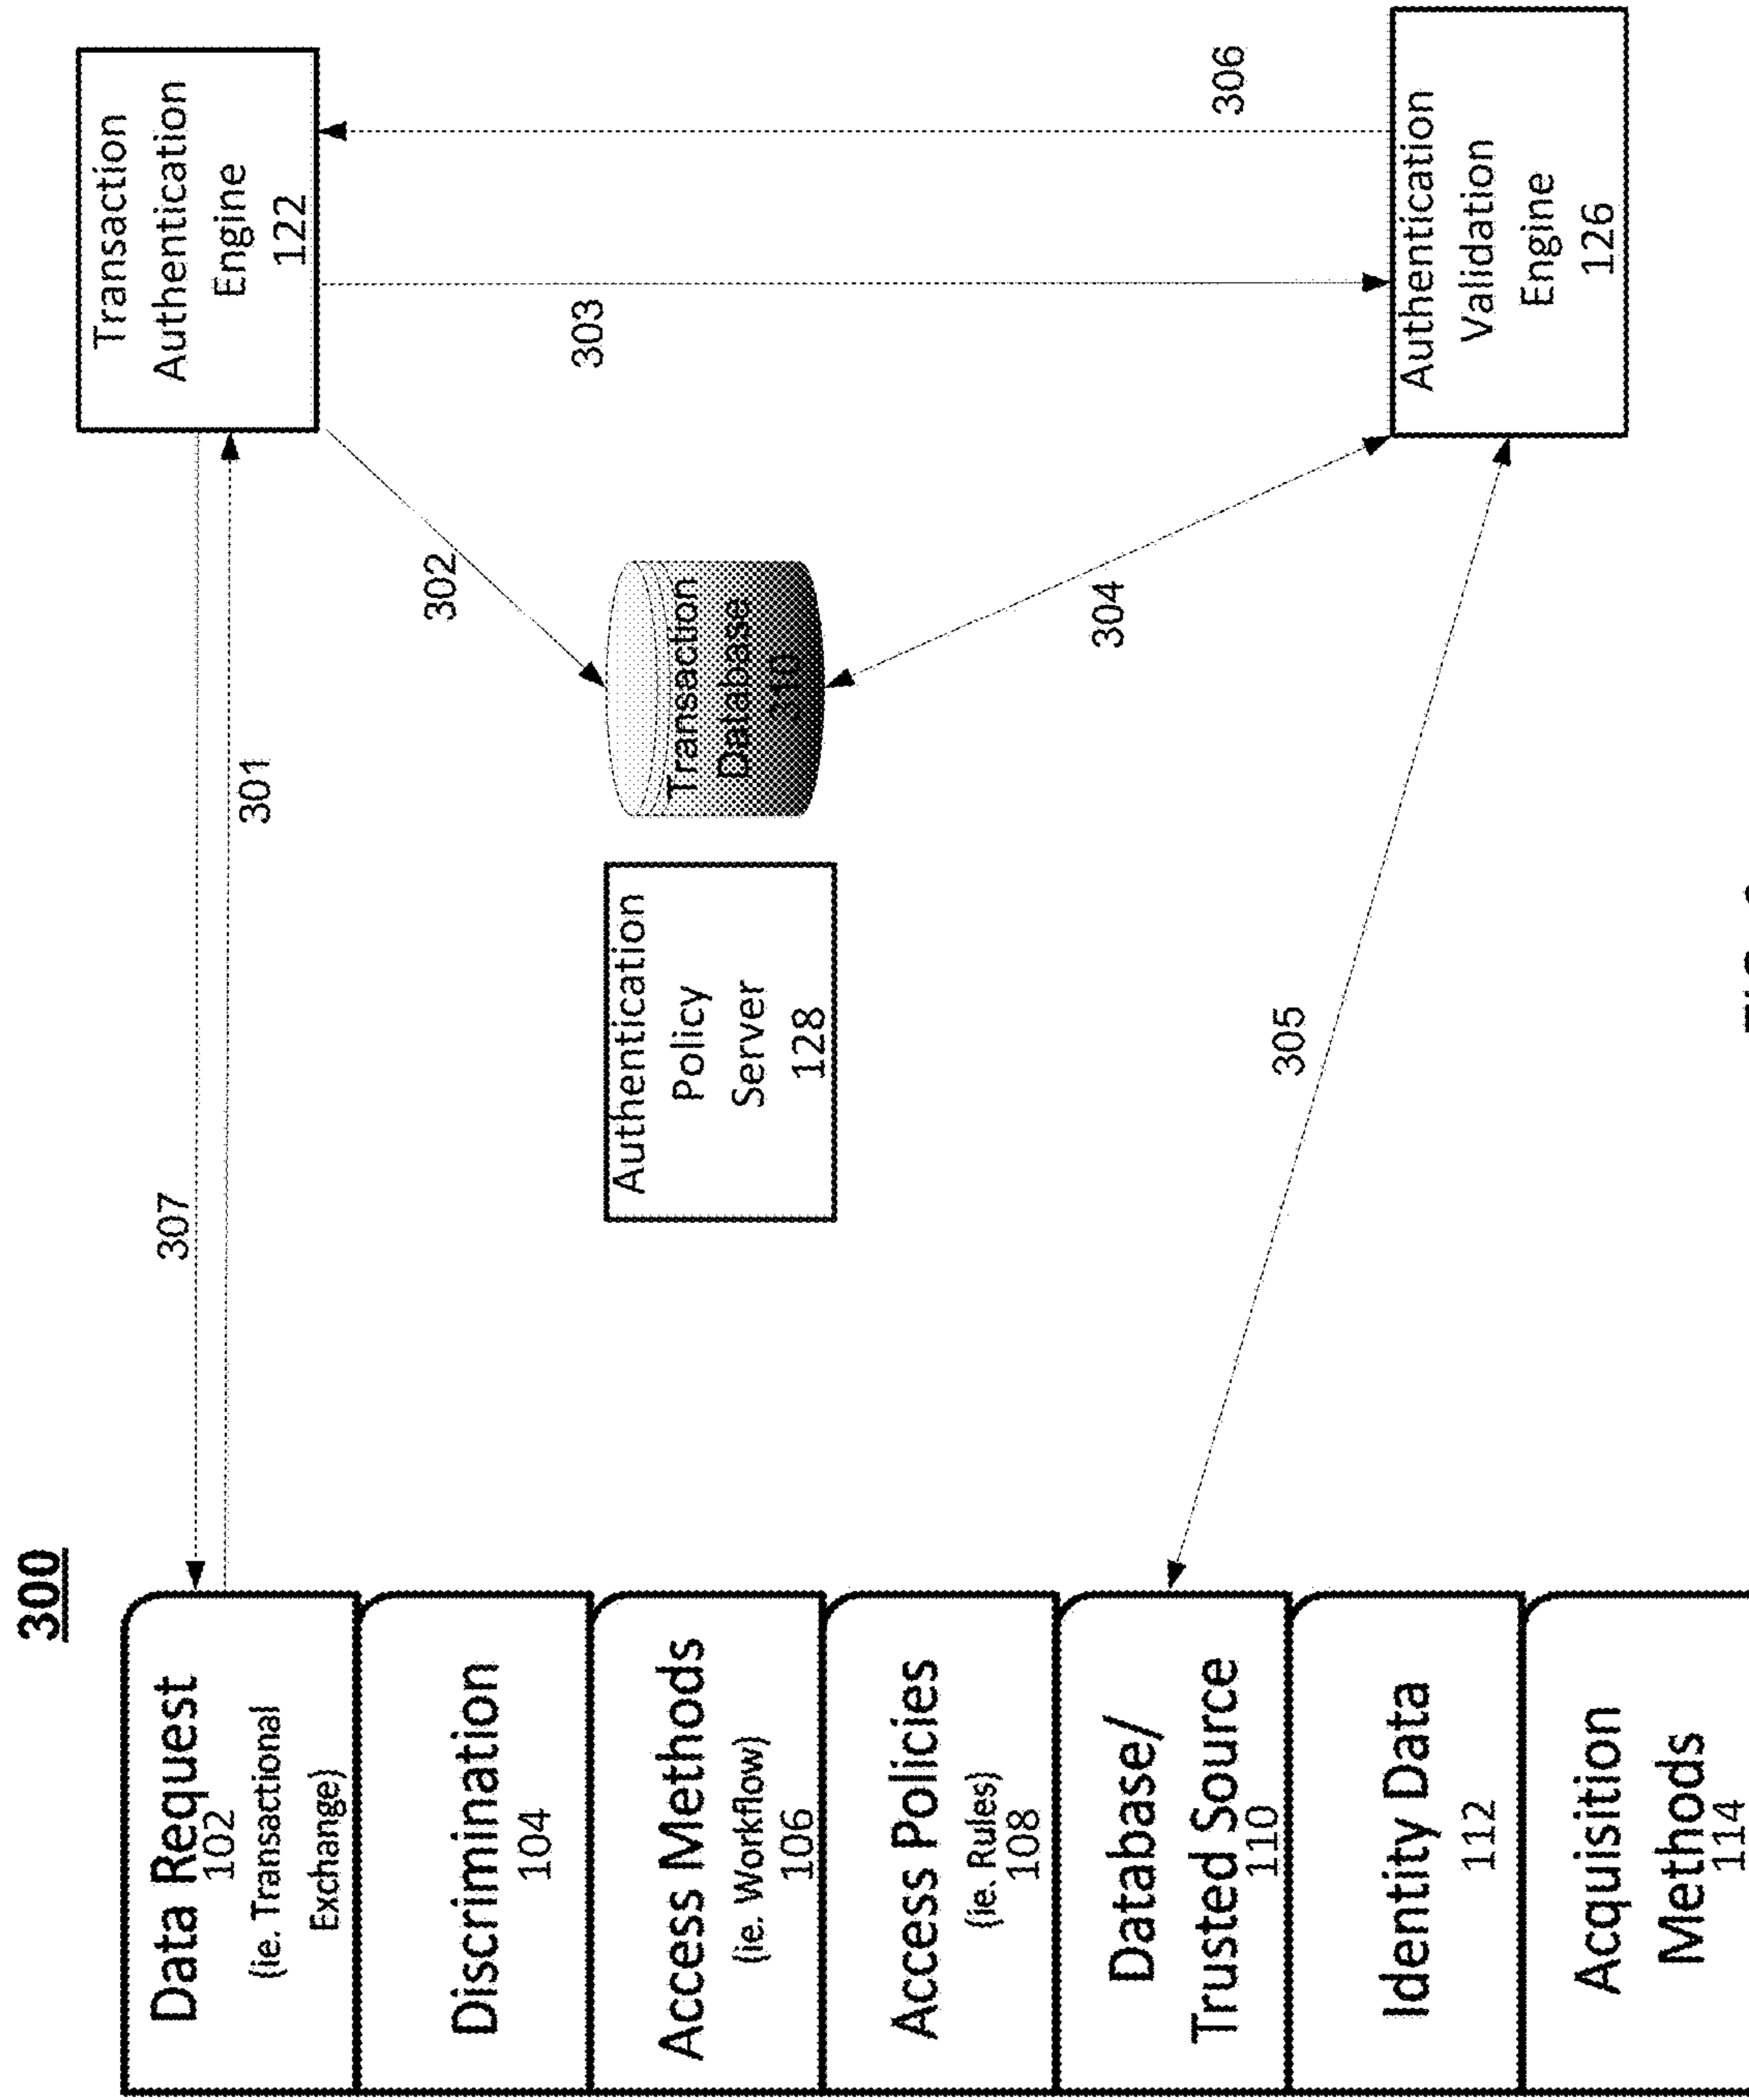 300
Data Request
102
(ie. Transactional
Exchange)
Discrimination
104
Access Methods
(ie. Workflow)
106
Access Policies
(ie. Rules)
108
Database/
Trusted Source
110
Identity Data
112
Acquisition
Methods
114
307
301
Transaction
Authentication
Engine
122
302
303
306
Authentication
Policy
Server
128
Transaction
Database
310
304
305
Authentication
Validation
Engine
126